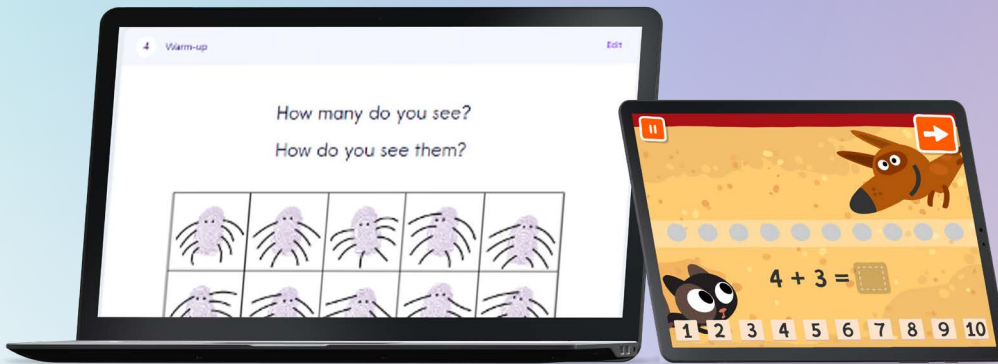 4 Warm-up
Edit
How many do you see?
How do you see them?
4 + 3 =
1 2 3 4 5 6 7 8 9 10